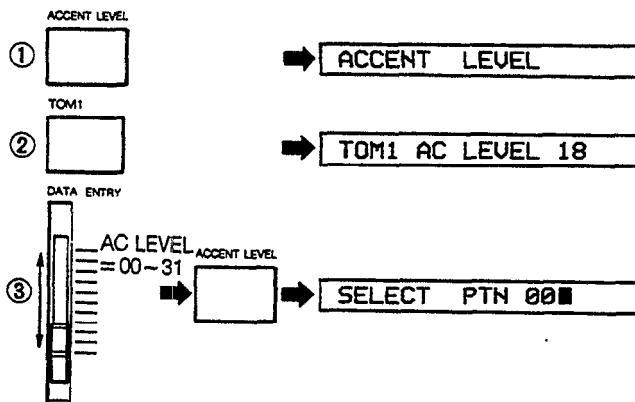 ACCENT LEVEL
① ACCENT LEVEL
TOM1
② TOM1 AC LEVEL 18
DATA ENTRY
AC LEVEL
=00~31
ACCENT LEVEL
③ SELECT PTN 00■